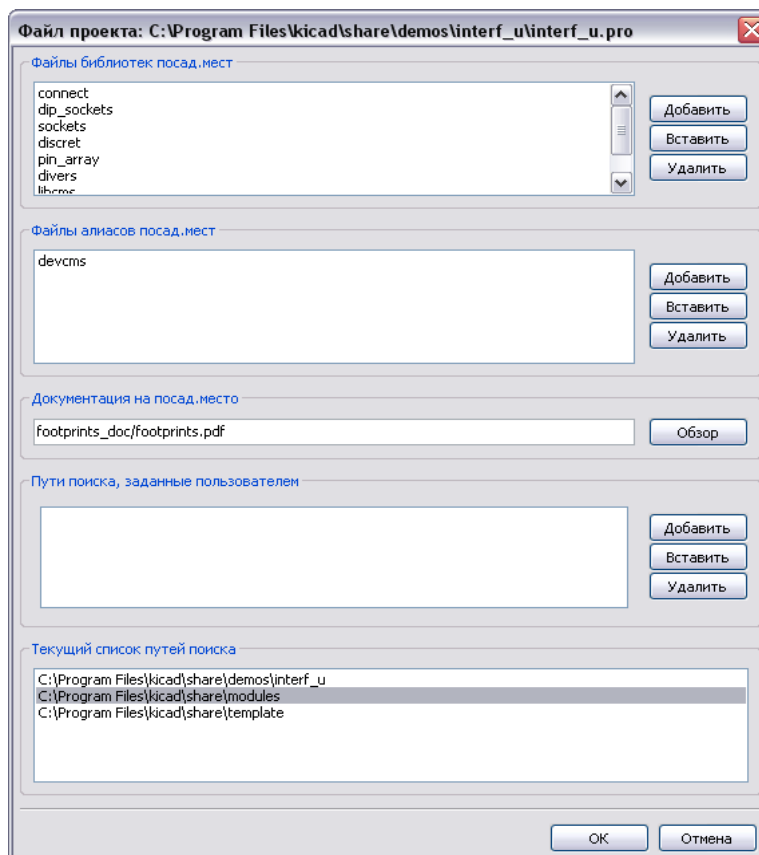 Файл проекта: C:\Program Files\kicad\share\demos\interf_u\interf_u.pro
Файлы библиотек посад.мест
connect
dip_sockets
sockets
discret
pin_array
divers
libcms
Добавить
Вставить
Удалить
Файлы алиасов посад.мест
devcms
Добавить
Вставить
Удалить
Документация на посад.место
footprints_doc/footprints.pdf
Обзор
Пути поиска, заданные пользователем
Добавить
Вставить
Удалить
Текущий список путей поиска
C:\Program Files\kicad\share\demos\interf_u
C:\Program Files\kicad\share\modules
C:\Program Files\kicad\share\template
OK
Отмена